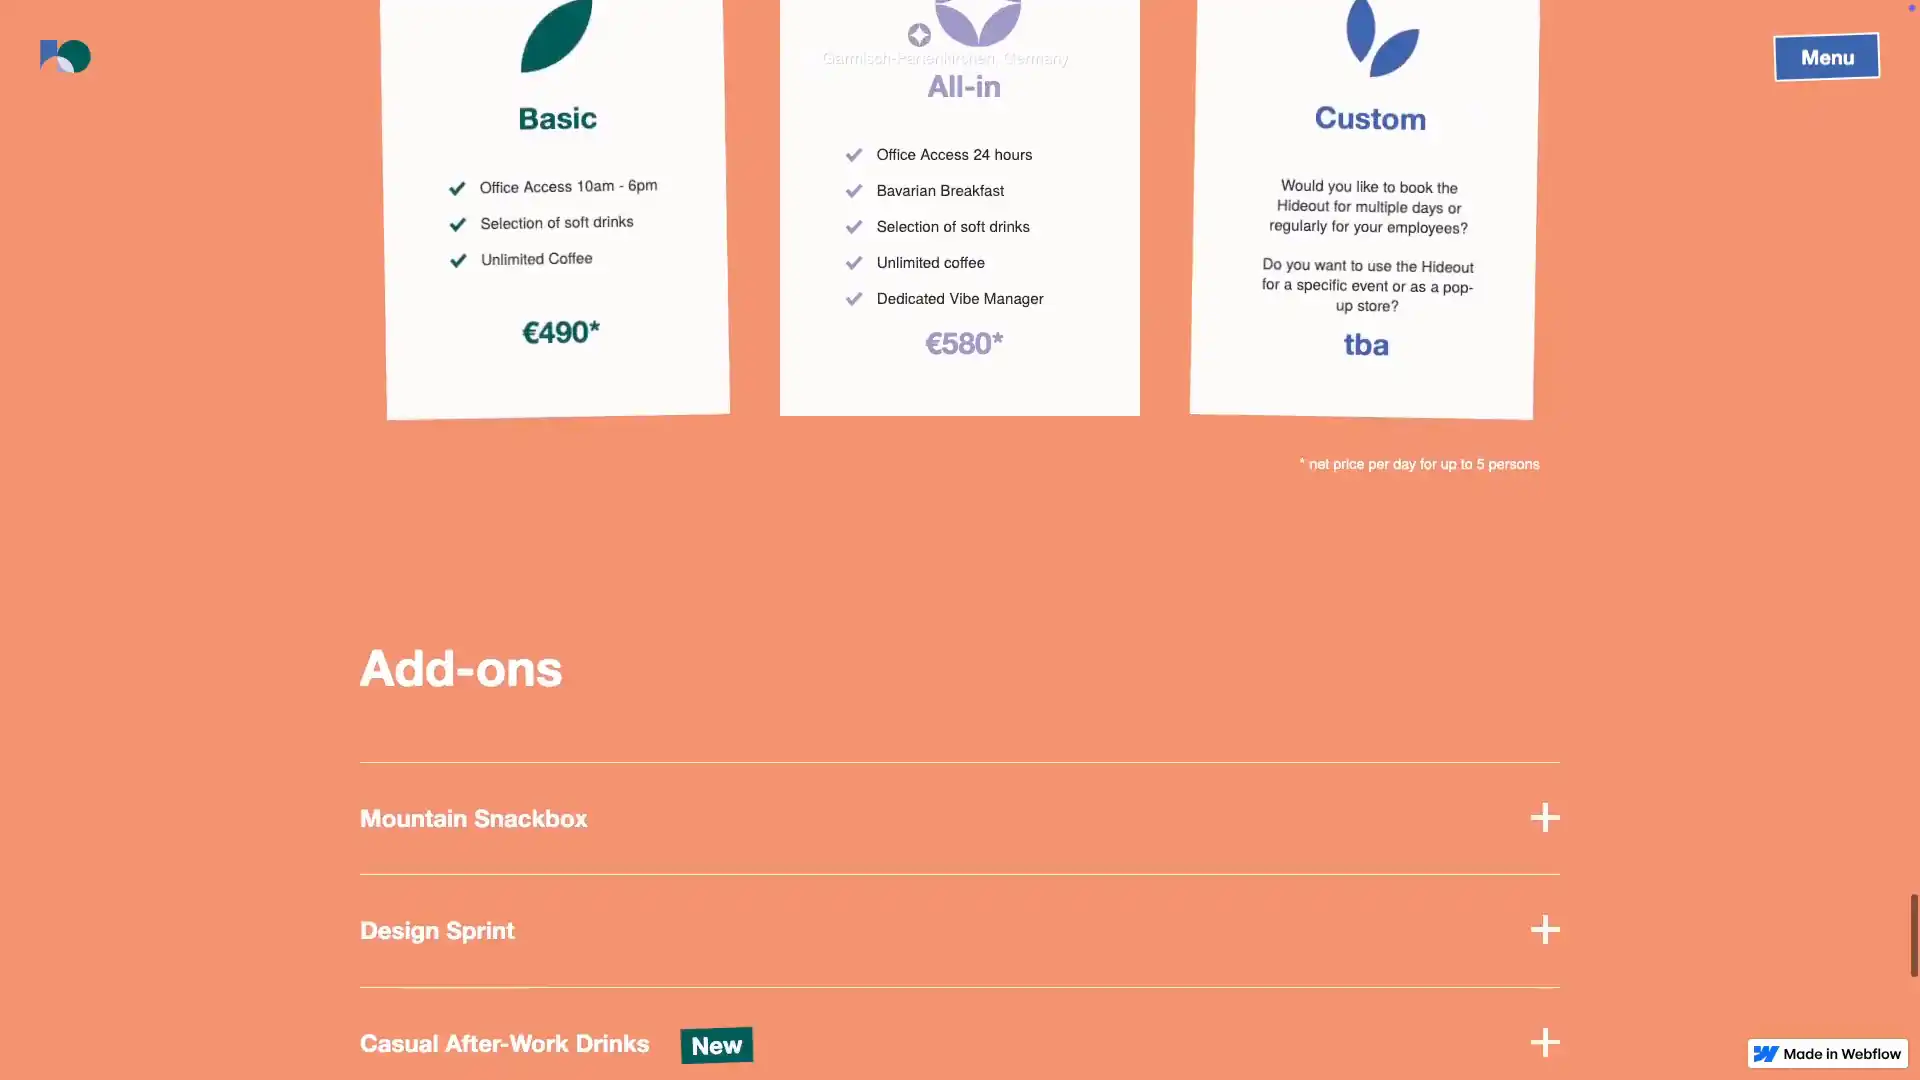 Menu
Garmisch-Partenkirchen, Germany
Basic
Office Access 10am - 6pm
Selection of soft drinks
Unlimited Coffee
€490*
All-in
Office Access 24 hours
Bavarian Breakfast
Selection of soft drinks
Unlimited coffee
Dedicated Vibe Manager
€580*
Custom
Would you like to book the
Hideout for multiple days or
regularly for your employees?
Do you want to use the Hideout
for a specific event or as a pop-
up store?
tba
* net price per day for up to 5 persons
Add-ons
Mountain Snackbox
Design Sprint
Casual After-Work Drinks
New
Made in Webflow